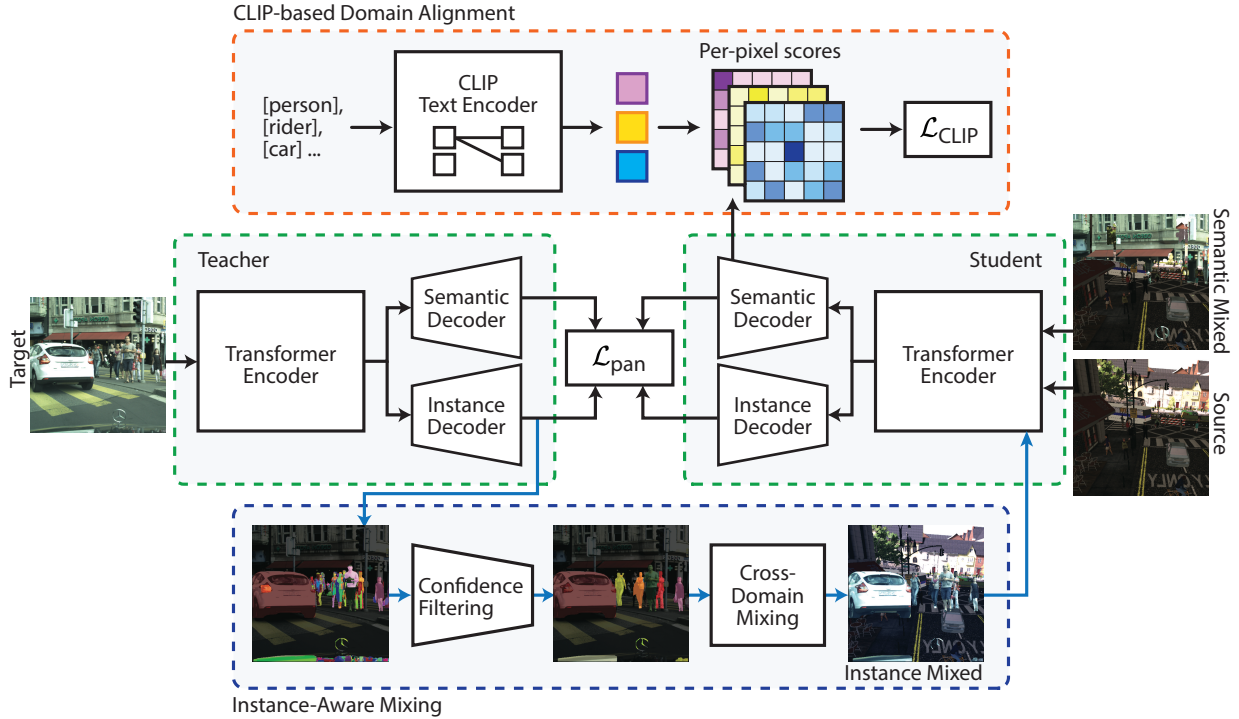 CLIP-based Domain Alignment
[person],
[rider],
[car] ...
CLIP
Text Encoder
Per-pixel scores
ℒCLIP
Teacher
Student
Target
Transformer
Encoder
Semantic
Decoder
Instance
Decoder
ℒpan
Semantic
Decoder
Instance
Decoder
Transformer
Encoder
Semantic Mixed
Source
Confidence
Filtering
Cross-
Domain
Mixing
Instance Mixed
Instance-Aware Mixing